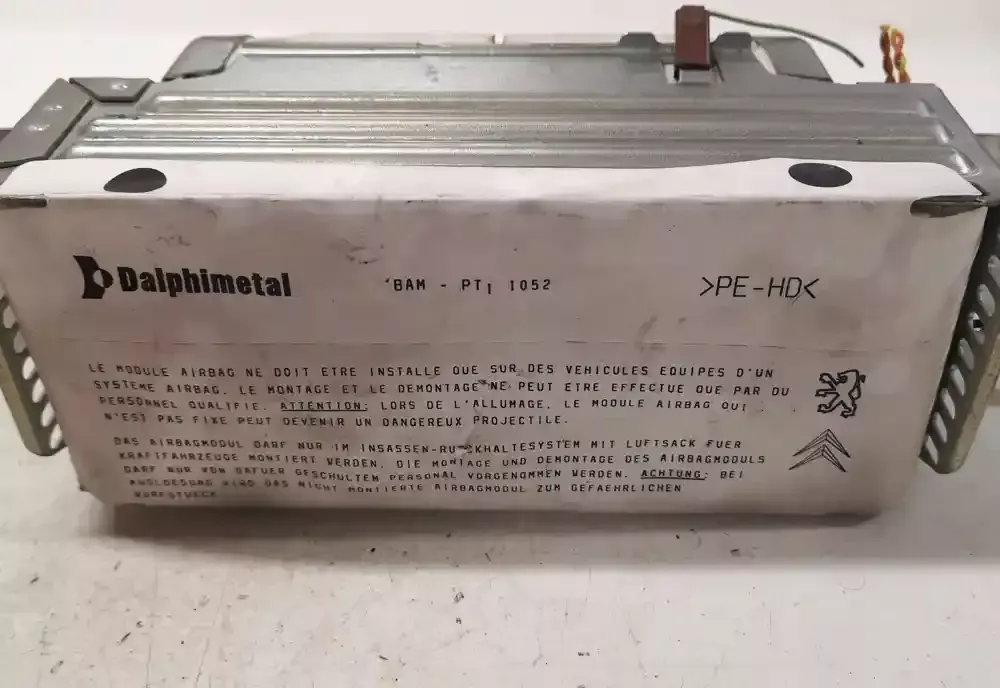 Dalphimetal
BAM - PT1 1052
>PE-HD<
LE MODULE AIRBAG NE DOIT ETRE INSTALLE QUE SUR DES VEHICULES EQUIPES D'UN
SYSTEME AIRBAG. LE MONTAGE ET LE DEMONTAGE NE PEUT ETRE EFFECTUE QUE PAR DU
PERSONNEL QUALIFIE. ATTENTION: LORS DE L'ALLUMAGE, LE MODULE AIRBAG QUI
N'EST PAS FIXE PEUT DEVENIR UN DANGEREUX PROJECTILE.
DAS AIRBAGMODUL DARF NUR IM INSASSEN-RUECKHALTESYSTEM MIT LUFTSACK FUER
KRAFTFAHRZEUGE MONTIERT WERDEN. DIE MONTAGE UND DEMONTAGE DES AIRBAGMODULS
DARF NUR VON DAFUER GESCHULTEM PERSONAL VORGENOMMEN WERDEN. ACHTUNG: BEI
AUSLOESUNG WIRD DAS NICHT MONTIERTE AIRBAGMODUL ZUM GEFAEHRLICHEN
WURFSTUECK